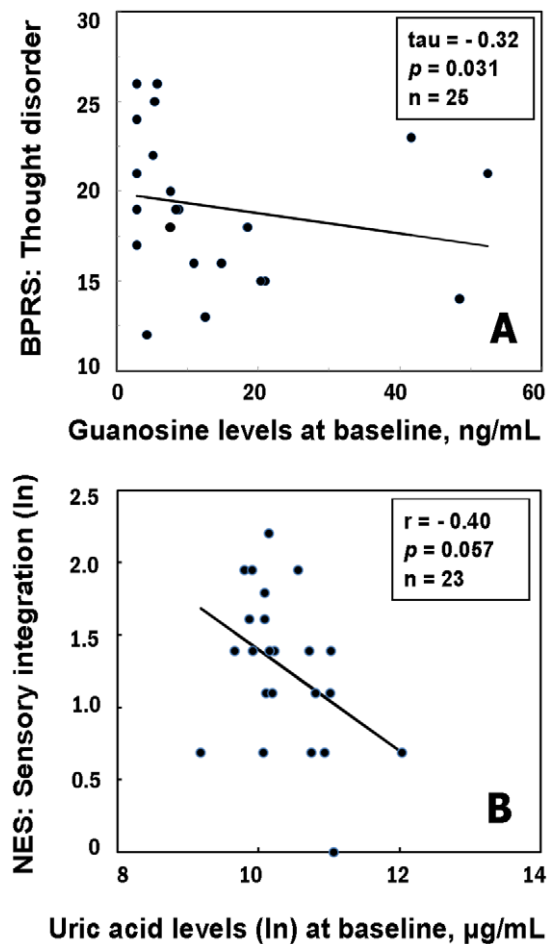 30
25
20
15
10
BPRS: Thought disorder
tau = - 0.32
p = 0.031
n = 25
A
0 20 40 60
Guanosine levels at baseline, ng/mL
2.5
2.0
1.5
1.0
0.5
0
NES: Sensory integration (ln)
r = - 0.40
p = 0.057
n = 23
B
8 10 12 14
Uric acid levels (ln) at baseline, µg/mL